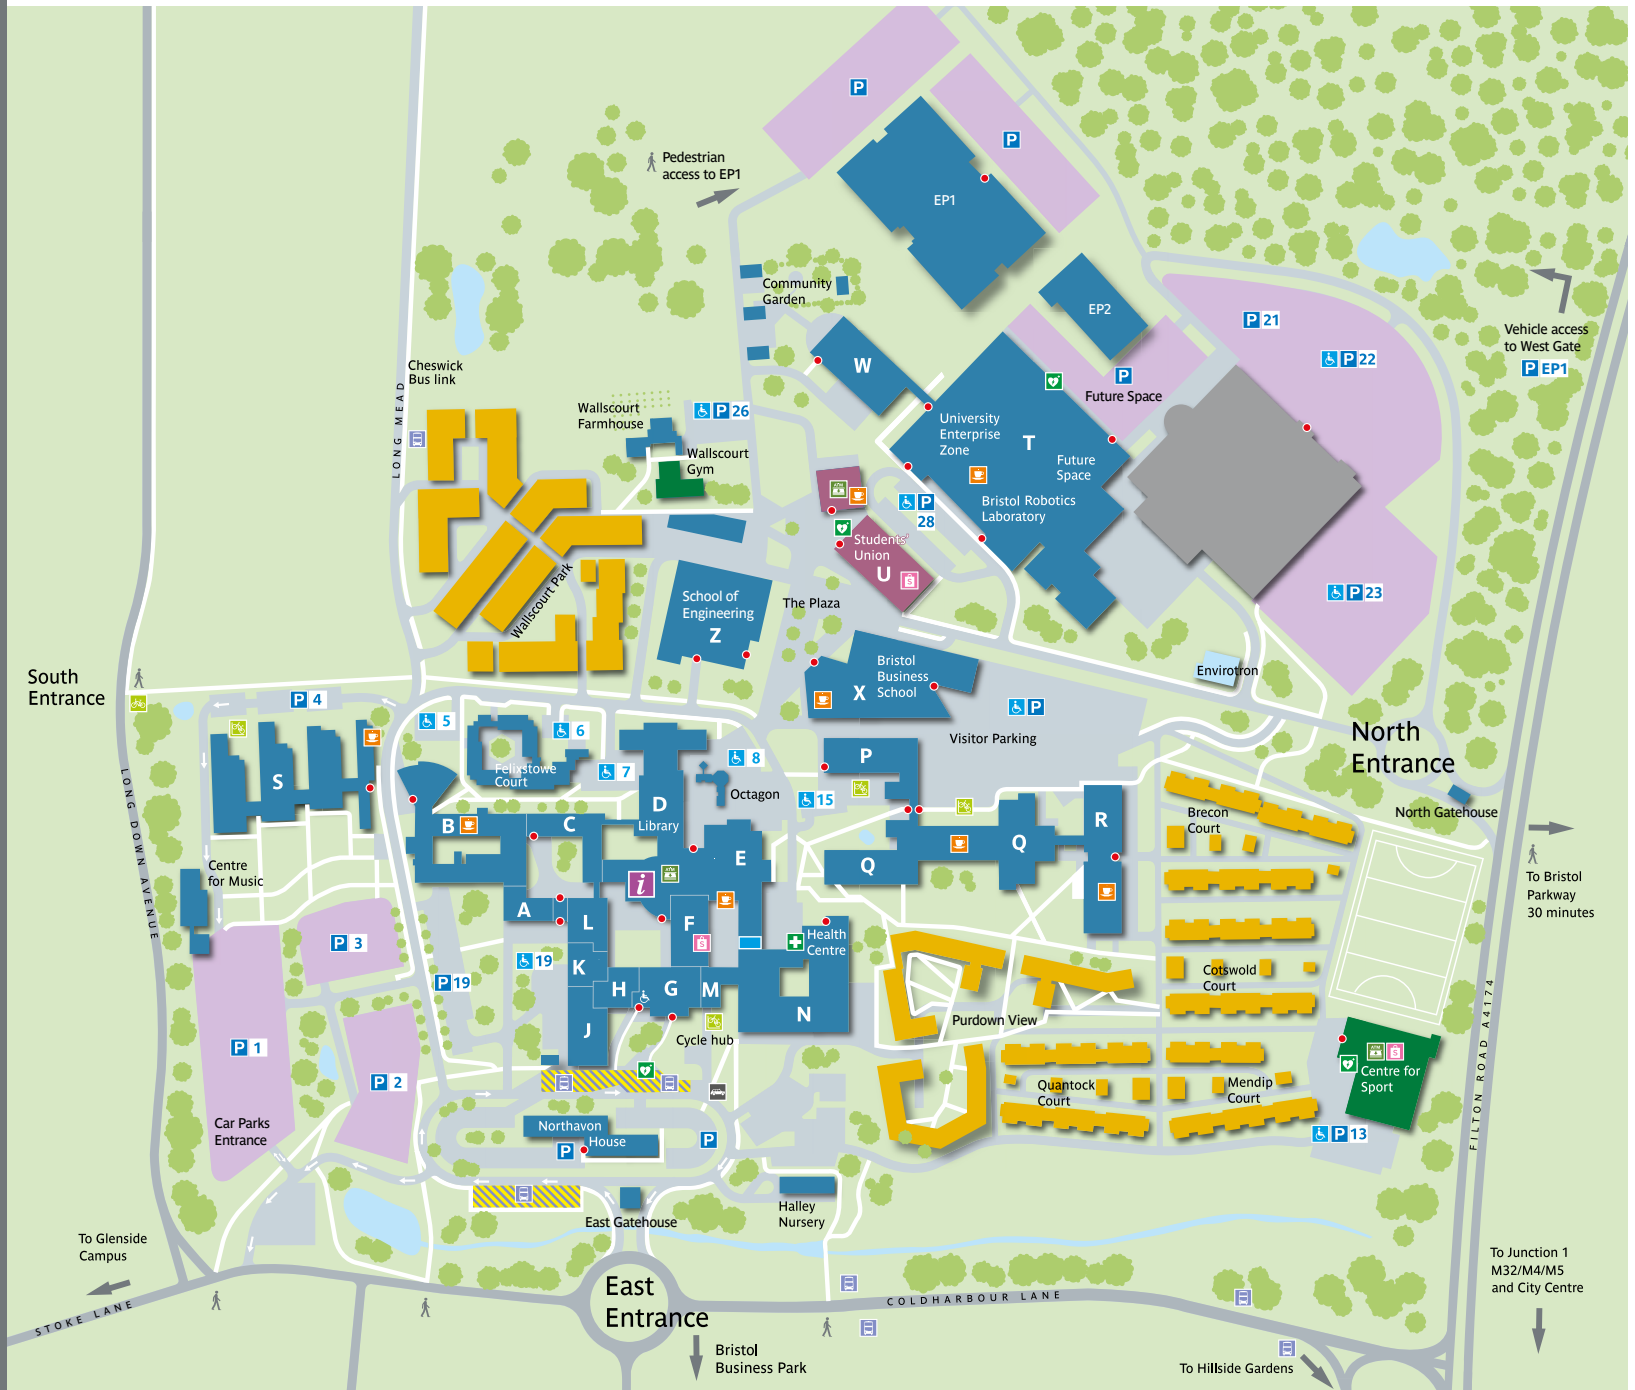 P
Pedestrian
access to EP1
P
EP1
Community
Garden
EP2
P 21
P 22
Vehicle access
to West Gate
P EP1
Cheswick
Bus link
W
P
Future Space
LONG MEAD
Wallscourt
Farmhouse
P 26
University
Enterprise
Zone
T
Future
Space
Wallscourt
Gym
ATM
Bristol Robotics
Laboratory
P
28
Students'
Union
U
Wallscourt Park
School of
Engineering
Z
The Plaza
P 23
South
Entrance
Bristol
Business
School
X
Envirotron
P 4
5
6
P
Visitor Parking
North
Entrance
S
Felixstowe
Court
7
8
P
Octagon
15
North Gatehouse
LONG DOWN AVENUE
B
C
D
Library
R
Brecon
Court
Centre
for Music
E
Q
Q
To Bristol
Parkway
30 minutes
i
ATM
A
L
F
Health
Centre
P 3
19
K
P 19
H
G
M
N
Cotswold
Court
J
Cycle hub
Purdown View
P 1
P 2
FILTON ROAD A4174
ATM
Centre for
Sport
Quantock
Court
Mendip
Court
Car Parks
Entrance
Northavon
House
P
P
P 13
Halley
Nursery
East Gatehouse
To Glenside
Campus
STOKE LANE
East
Entrance
COLDHARBOUR LANE
To Junction 1
M32/M4/M5
and City Centre
Bristol
Business Park
To Hillside Gardens